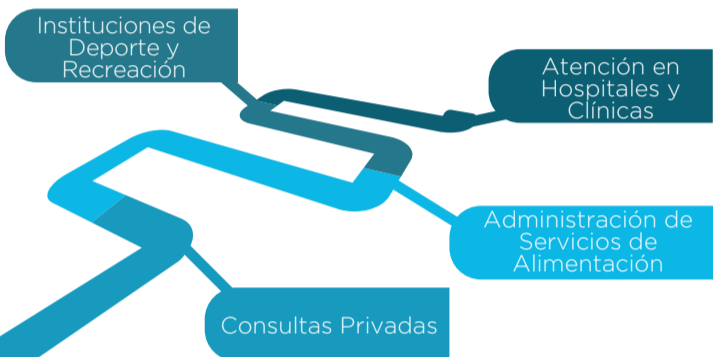 Instituciones de
Deporte y
Recreación
Atención en
Hospitales y
Clínicas
Administración de
Servicios de
Alimentación
Consultas Privadas